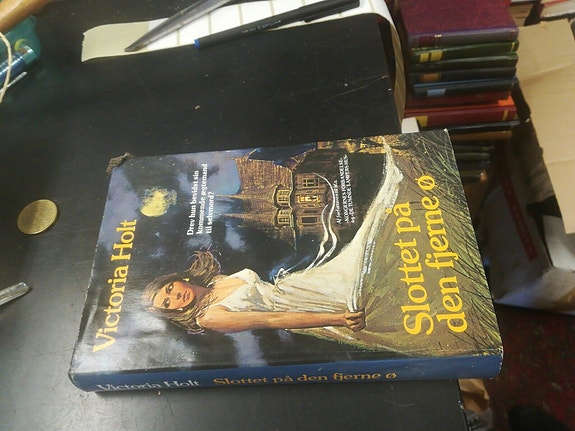 Victoria Holt
Drev hun bevidst sin
kommende ægtemand
til selvmord?
Slottet på
den fjerne ø
Victoria Holt Slottet på den fjerne ø